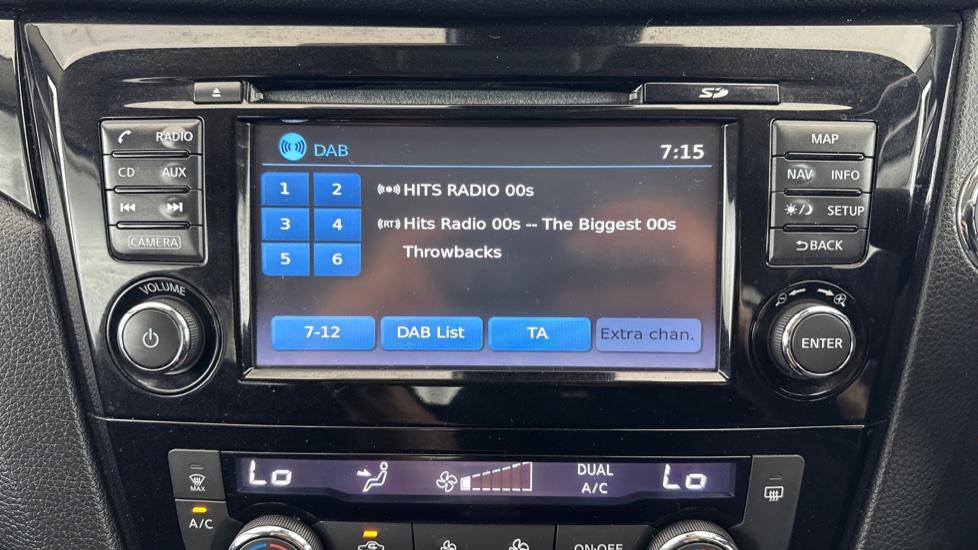 SD
RADIO
CD AUX
CAMERA
VOLUME
DAB 7:15
1 2
3 4
5 6
HITS RADIO 00s
(RT) Hits Radio 00s -- The Biggest 00s
Throwbacks
7-12 DAB List TA Extra chan.
MAP
NAV INFO
SETUP
BACK
ENTER
MAX
A/C
Lo DUAL Lo
A/C
ON·OFF